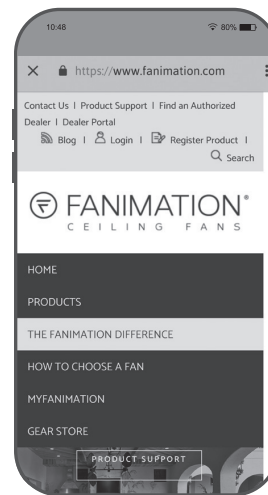 10:48 80%
https://www.fanimation.com
Contact Us | Product Support | Find an Authorized
Dealer | Dealer Portal
Blog | Login | Register Product |
Search
FANIMATION®
CEILING FANS
HOME
PRODUCTS
THE FANIMATION DIFFERENCE
HOW TO CHOOSE A FAN
MYFANIMATION
GEAR STORE
PRODUCT SUPPORT